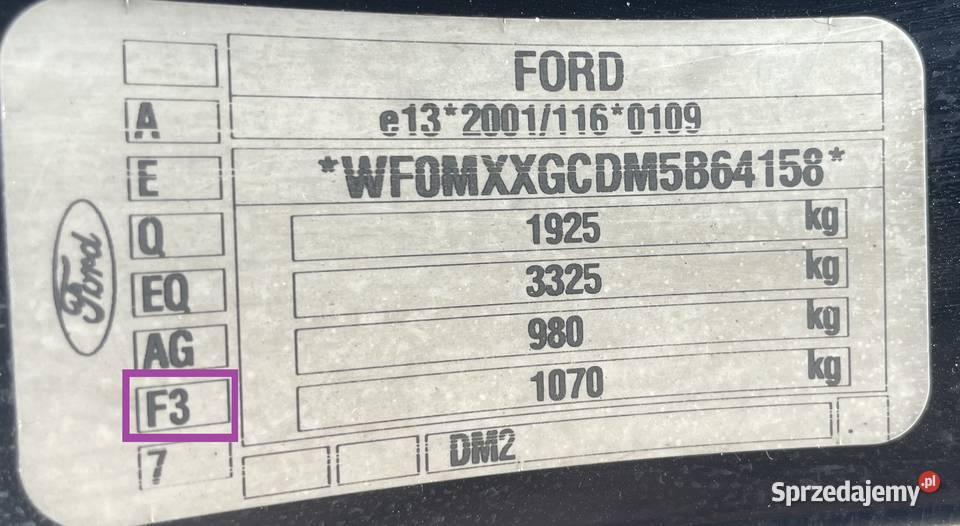 FORD
A e13*2001/116*0109
E *WF0MXXGCDM5B64158*
Q 1925 kg
EQ 3325 kg
AG 980 kg
F3 1070 kg
7 DM2
Ford
Sprzedajemy.pl